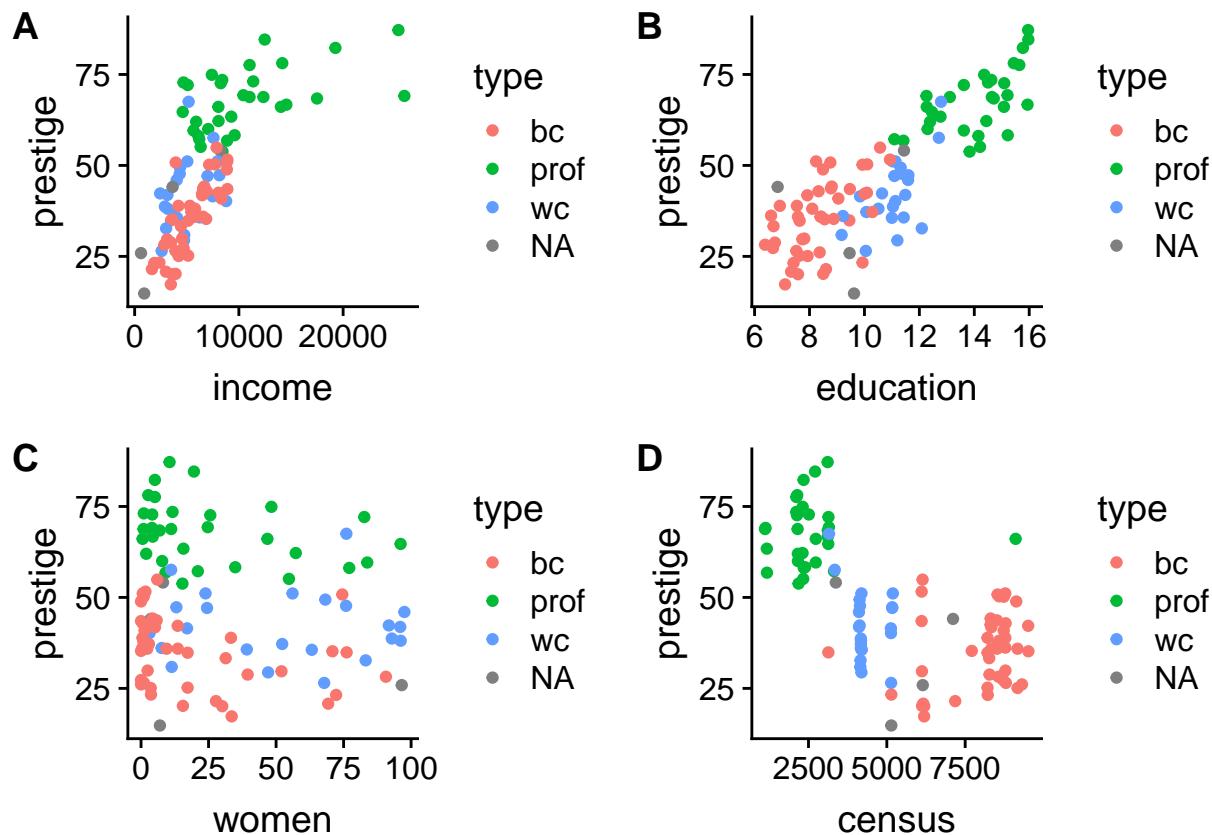 A
prestige
75
50
25
0 10000 20000
income
type
bc
prof
wc
NA
B
prestige
75
50
25
6 8 10 12 14 16
education
type
bc
prof
wc
NA
C
prestige
75
50
25
0 25 50 75 100
women
type
bc
prof
wc
NA
D
prestige
75
50
25
2500 5000 7500
census
type
bc
prof
wc
NA